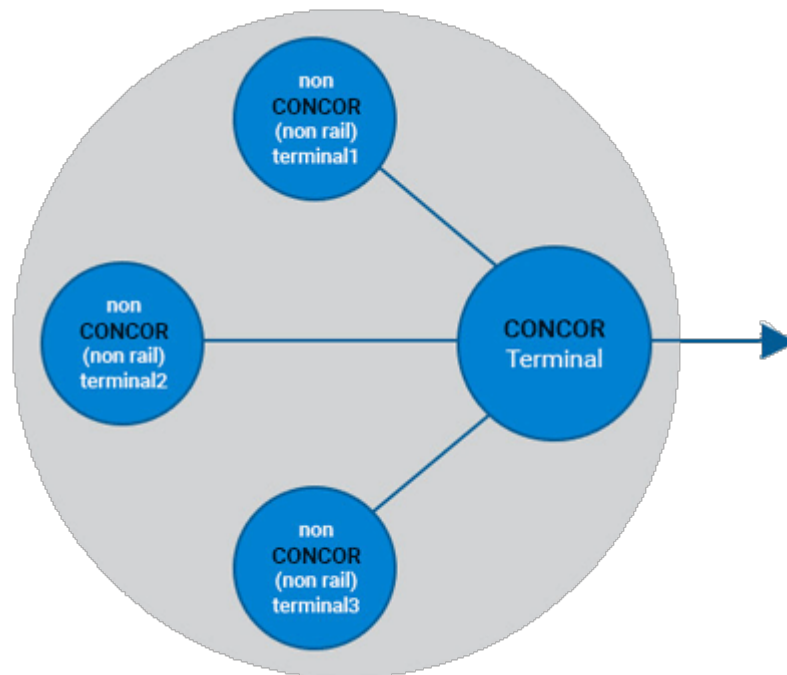 non
CONCOR
(non rail)
terminal1
non
CONCOR
(non rail)
terminal2
CONCOR
Terminal
non
CONCOR
(non rail)
terminal3